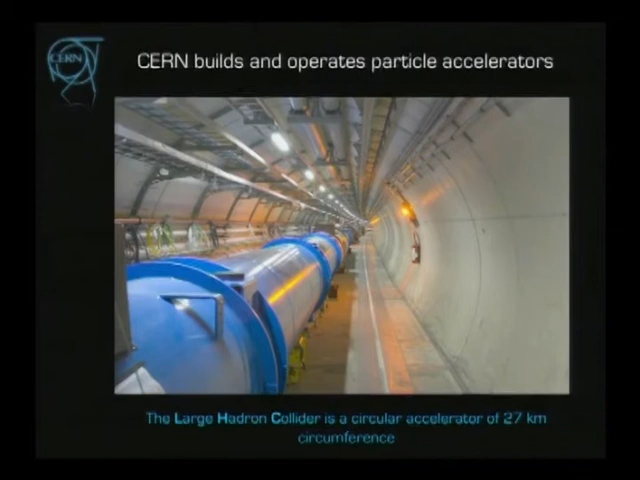 CERN
CERN builds and operates particle accelerators
The Large Hadron Collider is a circular accelerator of 27 km
circumference